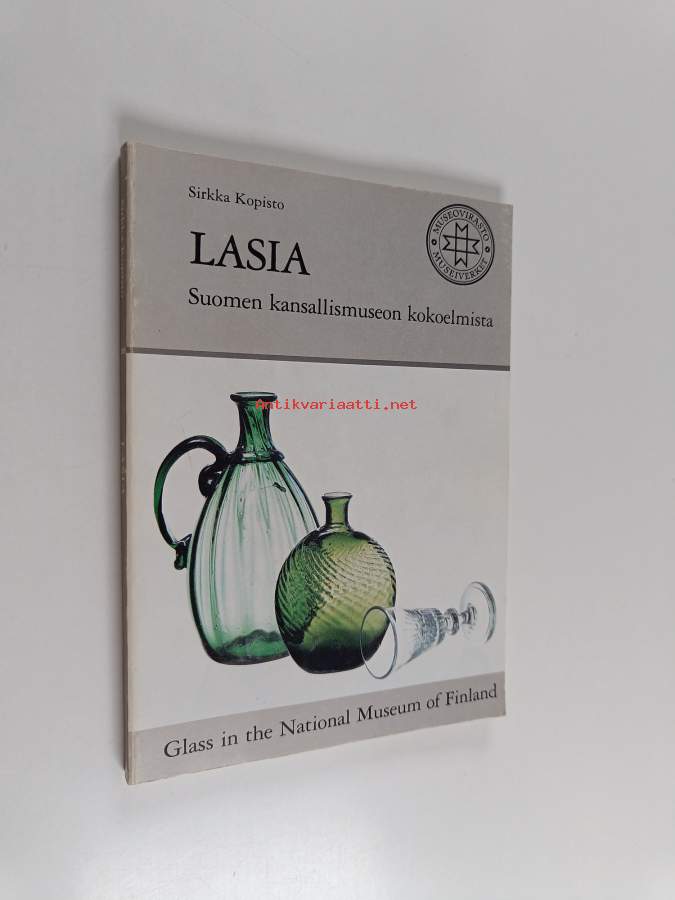 Sirkka Kopisto
MUSEOVIRASTO
MUSEIVERKET
LASIA
Suomen kansallismuseon kokoelmista
Antikvariaatti.net
Glass in the National Museum of Finland